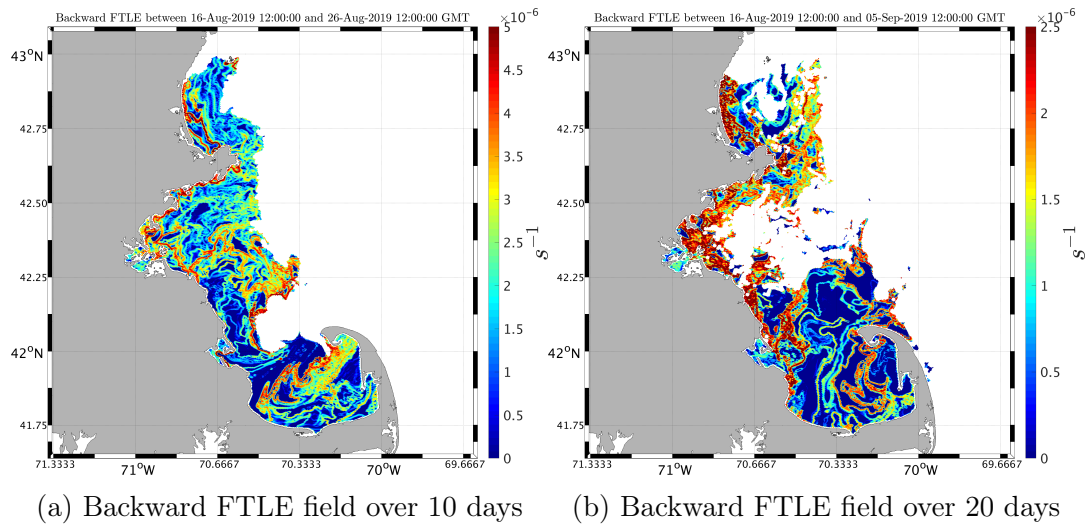 Backward FTLE between 16-Aug-2019 12:00:00 and 26-Aug-2019 12:00:00 GMT
×10⁻⁶
43°N
42.75
42.50
42.25
42°N
41.75
71.3333
71°W
70.6667
70.3333
70°W
69.6667
5
4.5
4
3.5
3
2.5
2
1.5
1
0.5
0
s⁻¹
Backward FTLE between 16-Aug-2019 12:00:00 and 05-Sep-2019 12:00:00 GMT
×10⁻⁶
43°N
42.75
42.50
42.25
42°N
41.75
71.3333
71°W
70.6667
70.3333
70°W
69.6667
2.5
2
1.5
1
0.5
0
s⁻¹
(a) Backward FTLE field over 10 days
(b) Backward FTLE field over 20 days